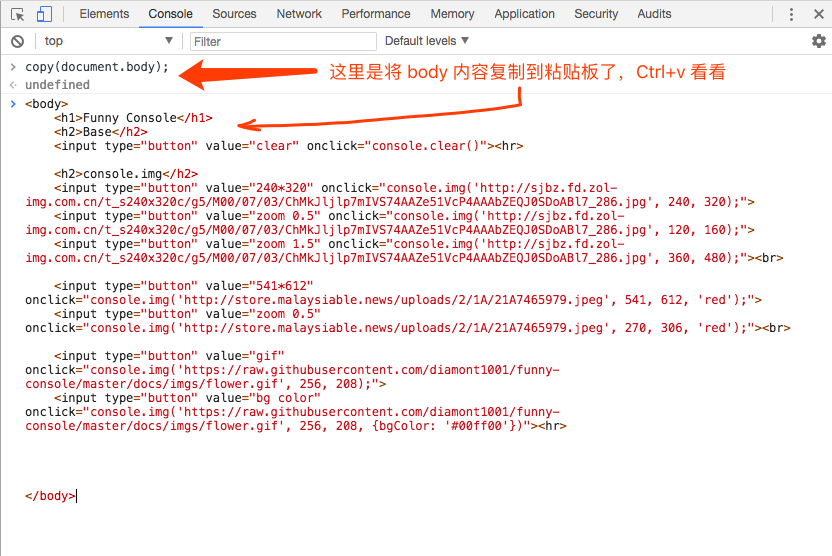 Elements Console Sources Network Performance Memory Application Security Audits
top Filter Default levels
copy(document.body); 这里是将 body 内容复制到粘贴板了，Ctrl+v 看看
undefined
<body>
<h1>Funny Console</h1>
<h2>Base</h2>
<input type="button" value="clear" onclick="console.clear()"><hr>
<h2>console.img</h2>
<input type="button" value="240*320" onclick="console.img('http://sjbz.fd.zol-
img.com.cn/t_s240x320c/g5/M00/07/03/ChMkJljlp7mIVS74AAZe51VcP4AAAbZEQJ0SDoABl7_286.jpg', 240, 320);">
<input type="button" value="zoom 0.5" onclick="console.img('http://sjbz.fd.zol-
img.com.cn/t_s240x320c/g5/M00/07/03/ChMkJljlp7mIVS74AAZe51VcP4AAAbZEQJ0SDoABl7_286.jpg', 120, 160);">
<input type="button" value="zoom 1.5" onclick="console.img('http://sjbz.fd.zol-
img.com.cn/t_s240x320c/g5/M00/07/03/ChMkJljlp7mIVS74AAZe51VcP4AAAbZEQJ0SDoABl7_286.jpg', 360, 480);"><br>
<input type="button" value="541*612"
onclick="console.img('http://store.malaysiable.news/uploads/2/1A/21A7465979.jpeg', 541, 612, 'red');">
<input type="button" value="zoom 0.5"
onclick="console.img('http://store.malaysiable.news/uploads/2/1A/21A7465979.jpeg', 270, 306, 'red');"><br>
<input type="button" value="gif"
onclick="console.img('https://raw.githubusercontent.com/diamont1001/funny-
console/master/docs/imgs/flower.gif', 256, 208);">
<input type="button" value="bg color"
onclick="console.img('https://raw.githubusercontent.com/diamont1001/funny-
console/master/docs/imgs/flower.gif', 256, 208, {bgColor: '#00ff00'})"><hr>
</body>